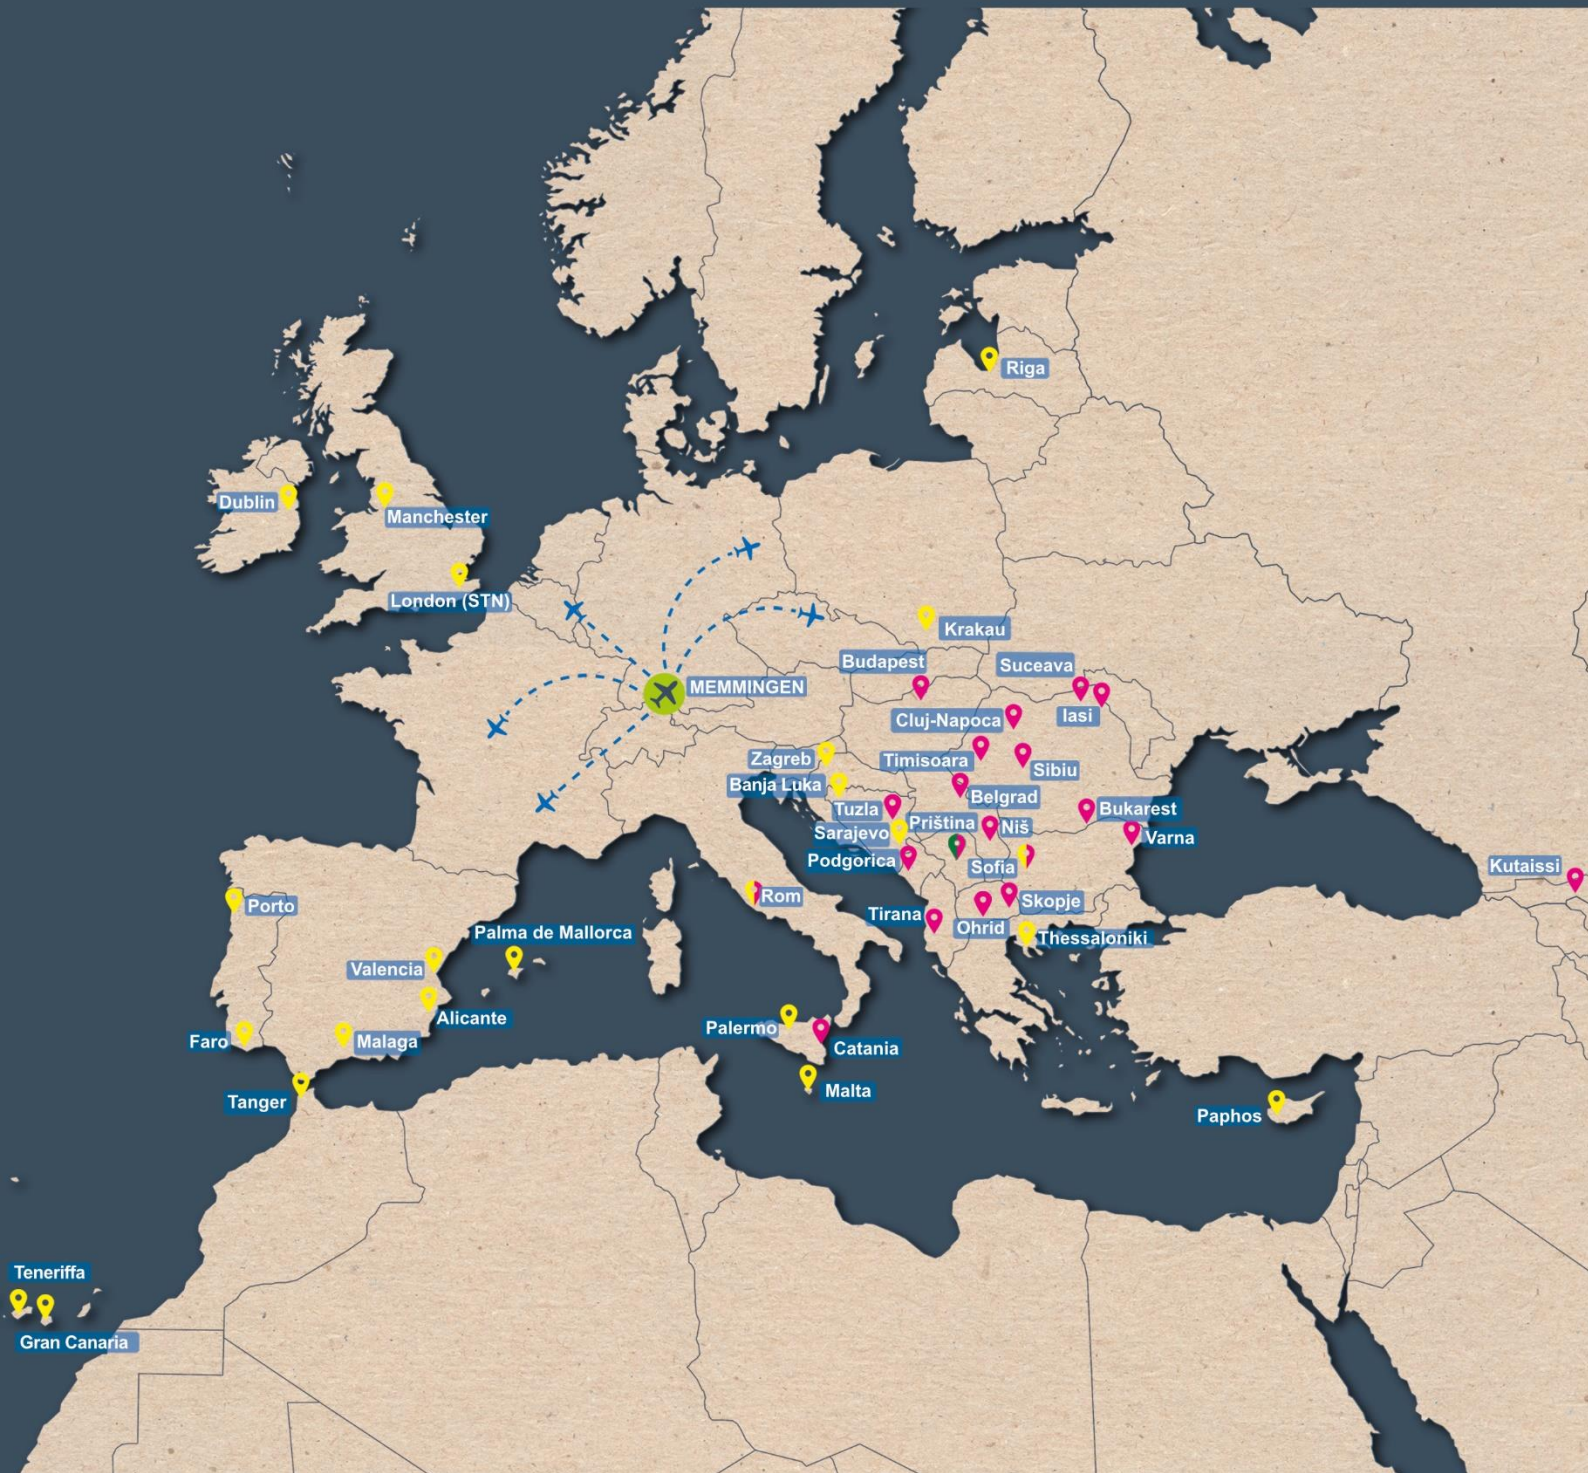 Riga
Dublin
Manchester
London (STN)
Krakau
Budapest
Suceava
MEMMINGEN
Cluj-Napoca
Iasi
Zagreb
Timisoara
Sibiu
Banja Luka
Belgrad
Tuzla
Bukarest
Priština
Niš
Sarajevo
Varna
Podgorica
Sofia
Kutaissi
Rom
Skopje
Porto
Tirana
Ohrid
Palma de Mallorca
Thessaloniki
Valencia
Alicante
Faro
Malaga
Palermo
Catania
Malta
Tanger
Paphos
Teneriffa
Gran Canaria